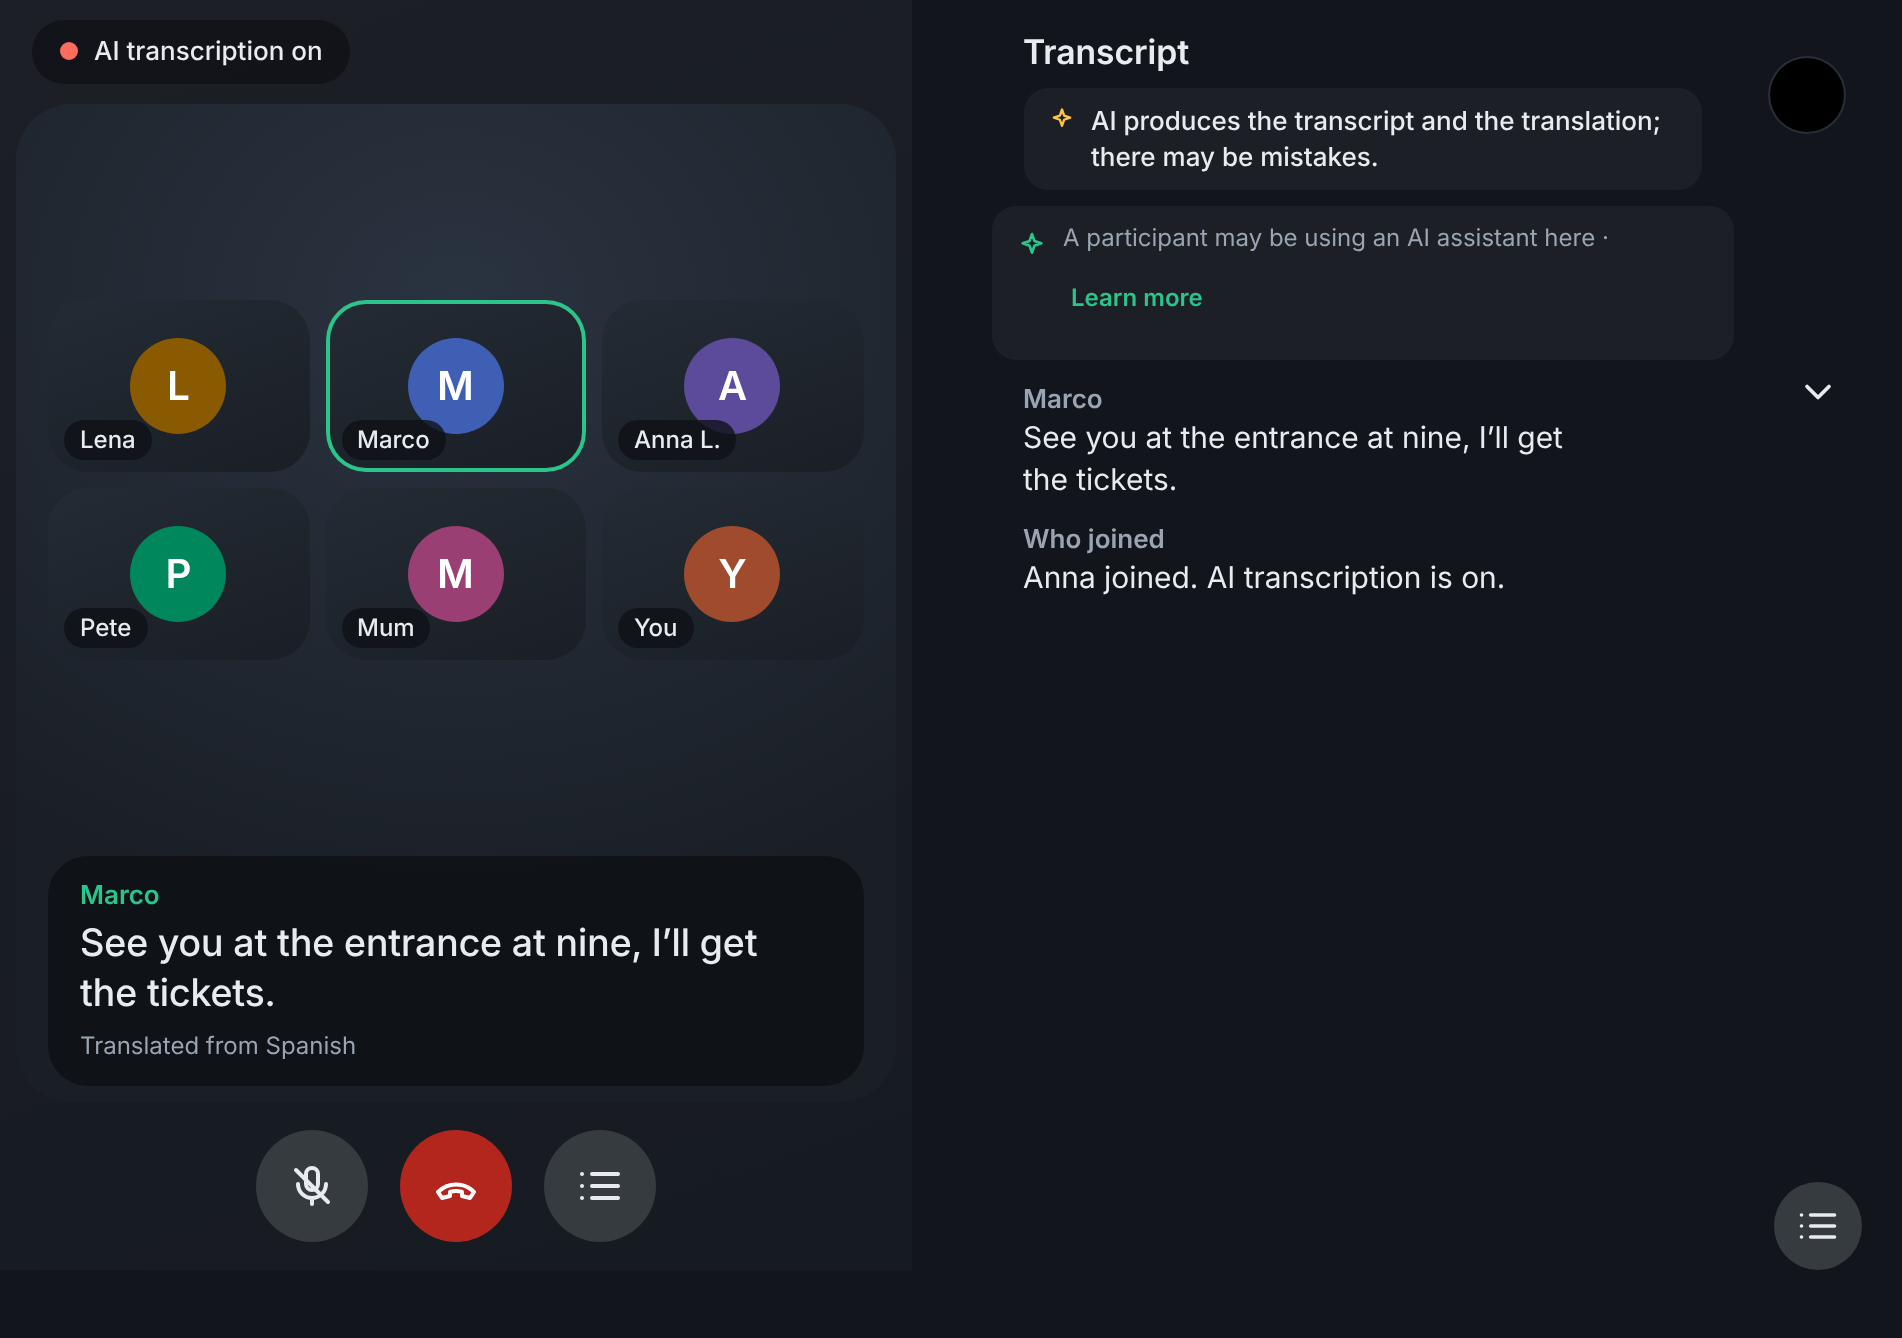 AI transcription on
L
Lena
M
Marco
A
Anna L.
P
Pete
M
Mum
Y
You
Marco
See you at the entrance at nine, I’ll get
the tickets.
Translated from Spanish
Transcript
AI produces the transcript and the translation;
there may be mistakes.
A participant may be using an AI assistant here ·
Learn more
Marco
See you at the entrance at nine, I’ll get
the tickets.
Who joined
Anna joined. AI transcription is on.